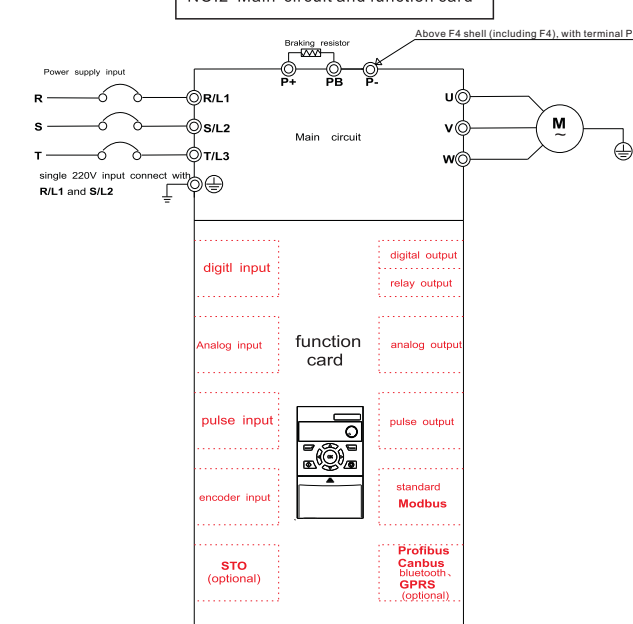 NO.2 Main circuit and function card
Above F4 shell (including F4), with terminal P
Braking resistor
Power supply input
P+ PB P-
R R/L1 U
S S/L2 Main circuit V M
~
T T/L3 W
single 220V input connect with
R/L1 and S/L2
digitl input
digital output
relay output
Analog input
function
card
analog output
pulse input
pulse output
encoder input
standard
Modbus
STO
(optional)
Profibus
Canbus
bluetooth、
GPRS
(optional)